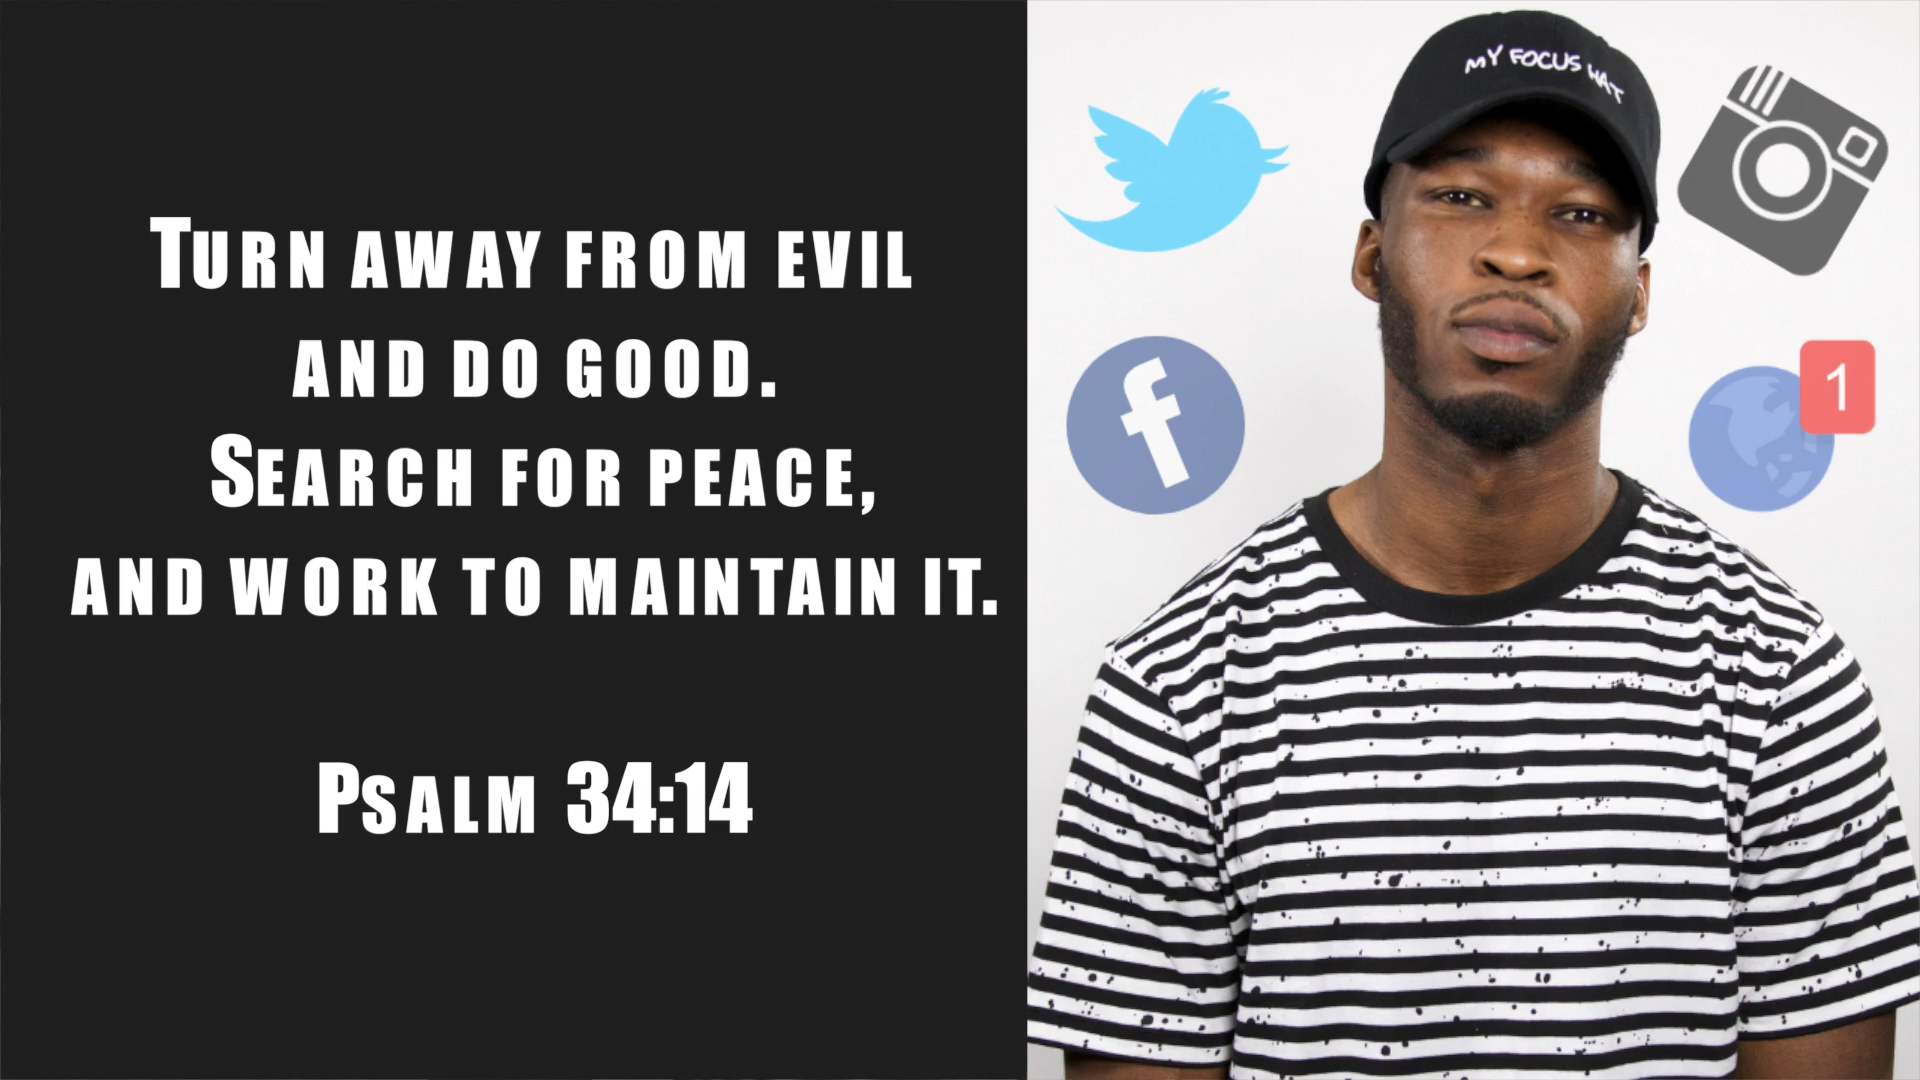 Turn away from evil
and do good.
Search for peace,
and work to maintain it.
Psalm 34:14
MY FOCUS HAT
f
1